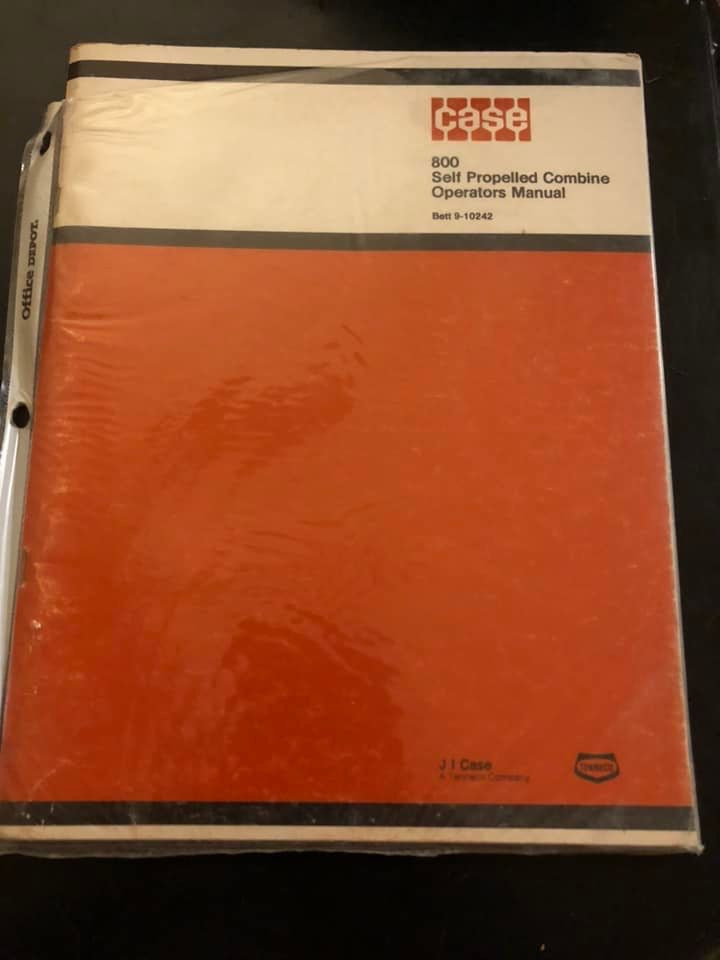 case
800
Self Propelled Combine
Operators Manual
Bett 9-10242
Office DEPOT.
J I Case
A Tenneco Company
TENNECO